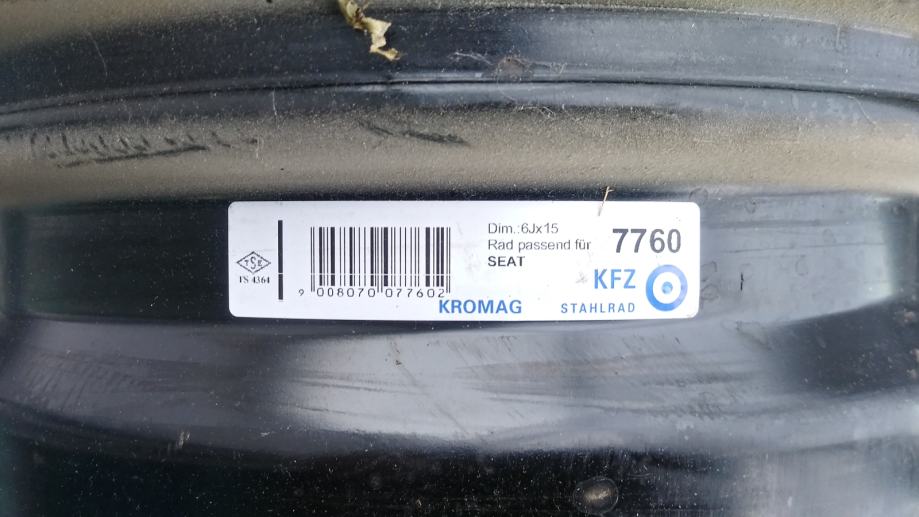 TSE
TS 4364
9 008070 077602
Dim.:6Jx15
Rad passend für
SEAT
7760
KROMAG
KFZ
STAHLRAD